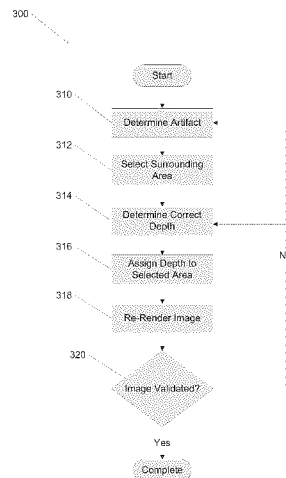 300
Start
310
Determine Artifact
312
Select Surrounding
Area
314
Determine Correct
Depth
316
Assign Depth to
Selected Area
318
Re-Render Image
320
Image Validated?
N
Yes
Complete